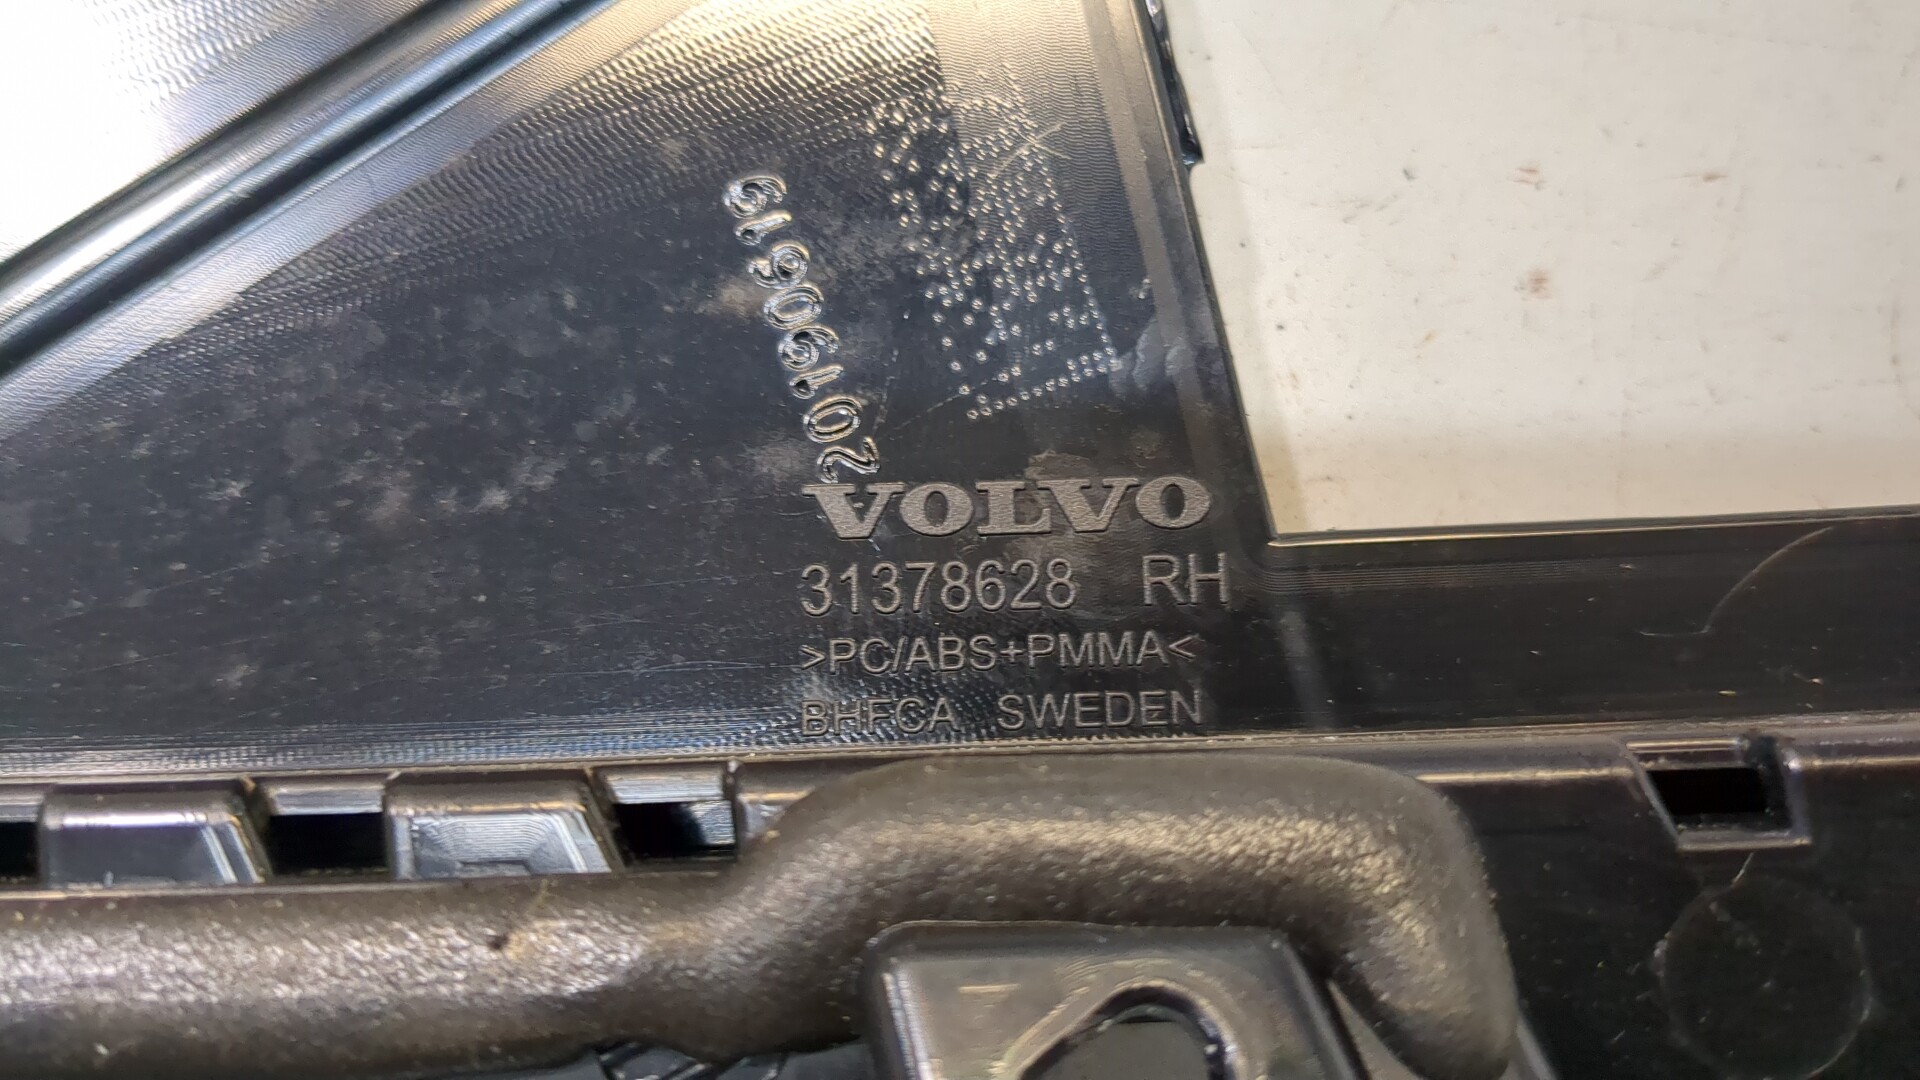 20190619
VOLVO
31378628 RH
>PC/ABS+PMMA<
BHFCA SWEDEN